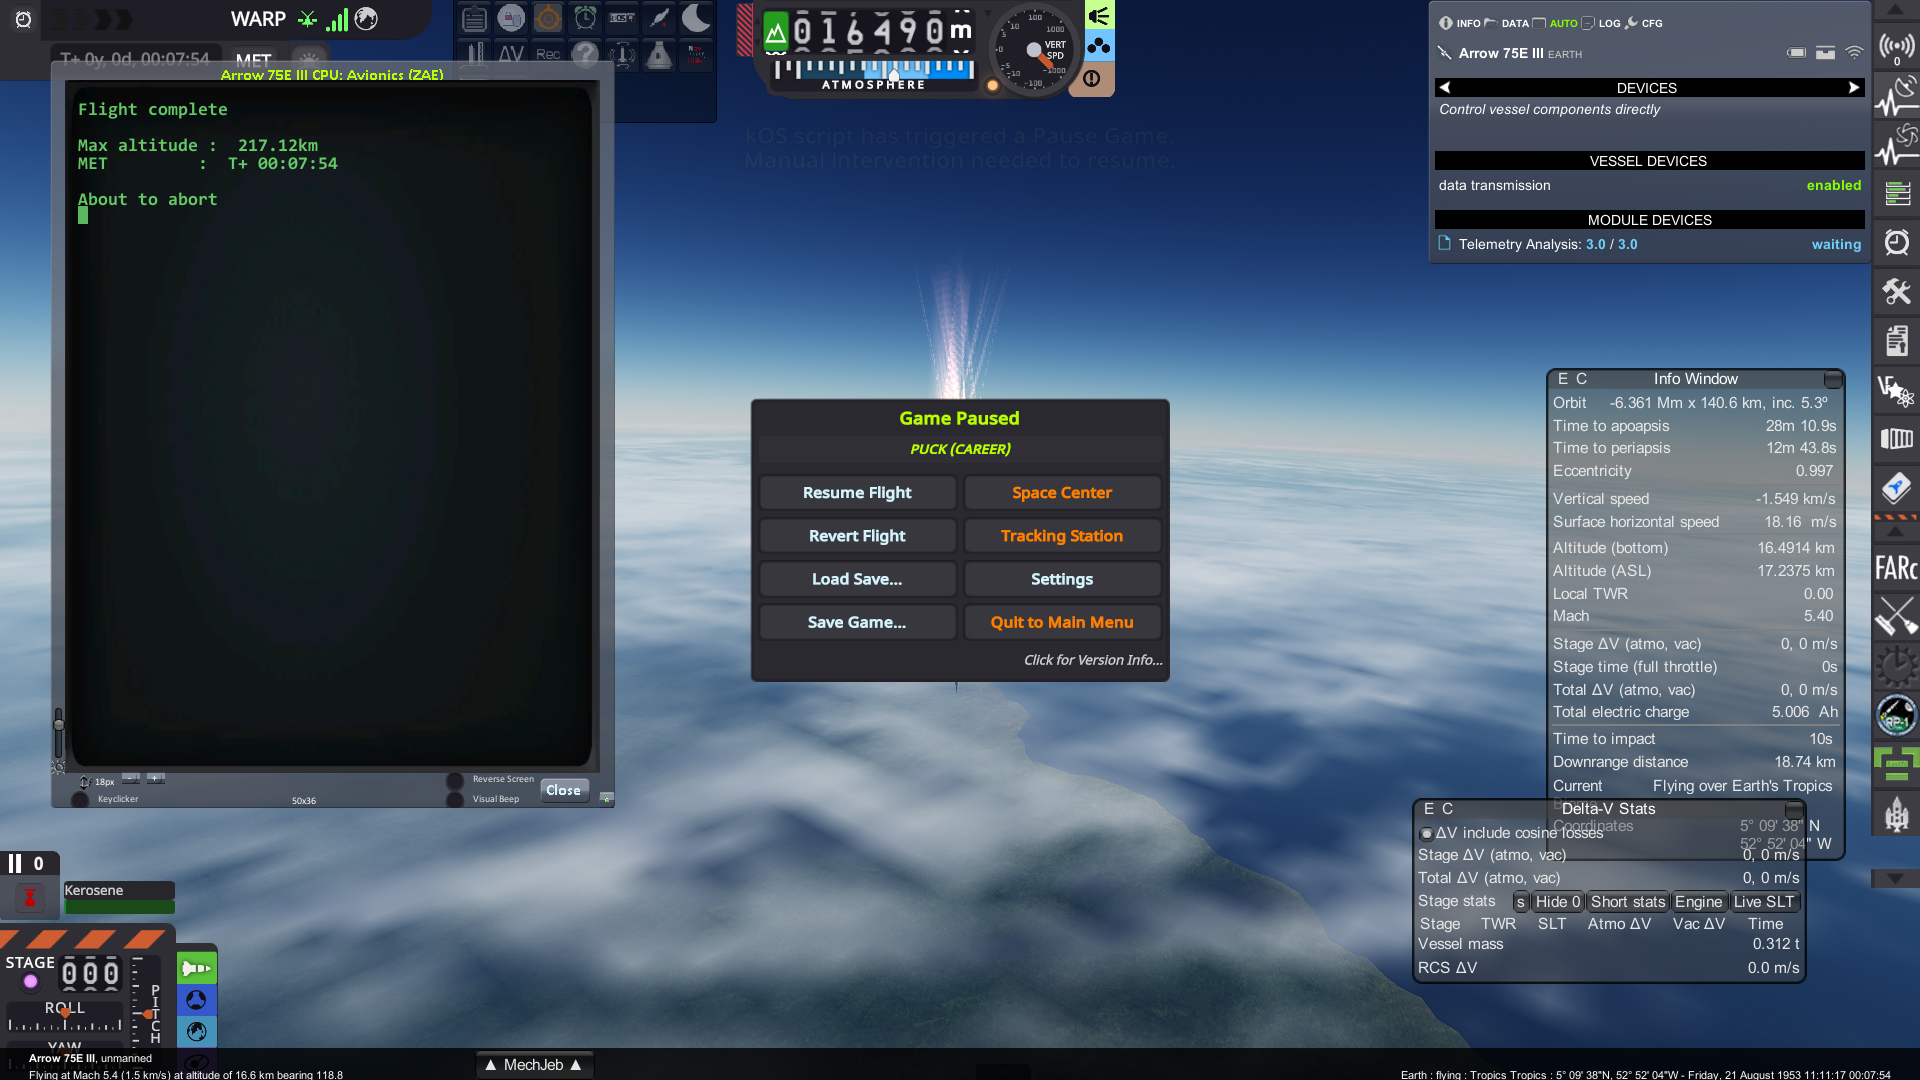 WARP
T+ 0y, 0d, 00:07:54 MET
Arrow 75E III CPU: Avionics (ZAE)
Flight complete
Max altitude : 217.12km
MET : T+ 00:07:54
About to abort
18px
Keyclicker
50x36
Reverse Screen
Visual Beep
Close
ΔV
Rec
016490 m
ATMOSPHERE
VERT SPD
kOS script has triggered a Pause Game.
Manual intervention needed to resume.
Game Paused
PUCK (CAREER)
Resume Flight
Space Center
Revert Flight
Tracking Station
Load Save...
Settings
Save Game...
Quit to Main Menu
Click for Version Info...
INFO DATA AUTO LOG CFG
Arrow 75E III EARTH
DEVICES
Control vessel components directly
VESSEL DEVICES
data transmission enabled
MODULE DEVICES
Telemetry Analysis: 3.0 / 3.0 waiting
0
FARc
RP-1
E C Info Window
Orbit -6.361 Mm x 140.6 km, inc. 5.3º
Time to apoapsis 28m 10.9s
Time to periapsis 12m 43.8s
Eccentricity 0.997
Vertical speed -1.549 km/s
Surface horizontal speed 18.16 m/s
Altitude (bottom) 16.4914 km
Altitude (ASL) 17.2375 km
Local TWR 0.00
Mach 5.40
Stage ΔV (atmo, vac) 0, 0 m/s
Stage time (full throttle) 0s
Total ΔV (atmo, vac) 0, 0 m/s
Total electric charge 5.006 Ah
Time to impact 10s
Downrange distance 18.74 km
Current Flying over Earth's Tropics
Coordinates 5° 09' 38" N
52° 52' 04" W
E C Delta-V Stats
ΔV include cosine losses
Stage ΔV (atmo, vac) 0, 0 m/s
Total ΔV (atmo, vac) 0, 0 m/s
Stage stats s Hide 0 Short stats Engine Live SLT
Stage TWR SLT Atmo ΔV Vac ΔV Time
Vessel mass 0.312 t
RCS ΔV 0.0 m/s
0
Kerosene
STAGE 000
ROLL
PITCH
YAW
Arrow 75E III, unmanned
Flying at Mach 5.4 (1.5 km/s) at altitude of 16.6 km bearing 118.8
▲ MechJeb ▲
Earth : flying : Tropics Tropics : 5° 09' 38"N, 52° 52' 04"W - Friday, 21 August 1953 11:11:17 00:07:54